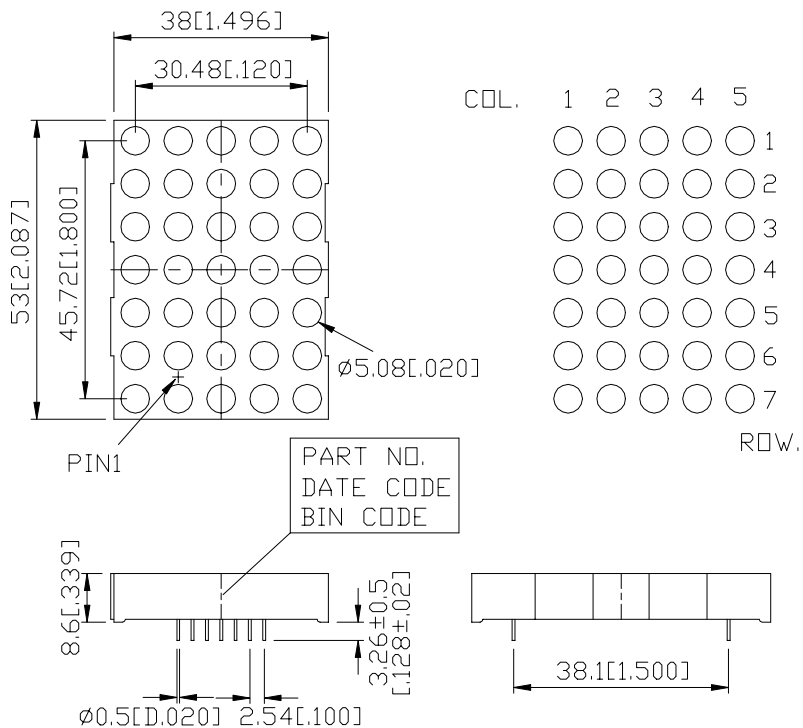 38[1.496]
30.48[.120]
COL. 1 2 3 4 5
1
2
3
4
5
6
7
ROW.
53[2.087]
45.72[1.800]
ø5.08[.020]
PIN1
PART NO.
DATE CODE
BIN CODE
8.6[.339]
3.26±0.5
[.128±.02]
38.1[1.500]
ø0.5[D.020]
2.54[.100]